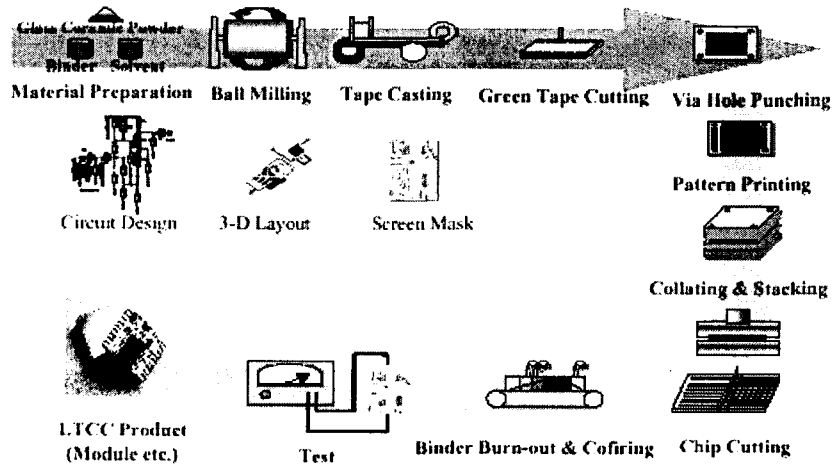 Glass Ceramic Powder
Binder Solvent
Material Preparation
Ball Milling
Tape Casting
Green Tape Cutting
Via Hole Punching
Circuit Design
3-D Layout
Screen Mask
Pattern Printing
Collating & Stacking
LTCC Product
(Module etc.)
Test
Binder Burn-out & Cofiring
Chip Cutting